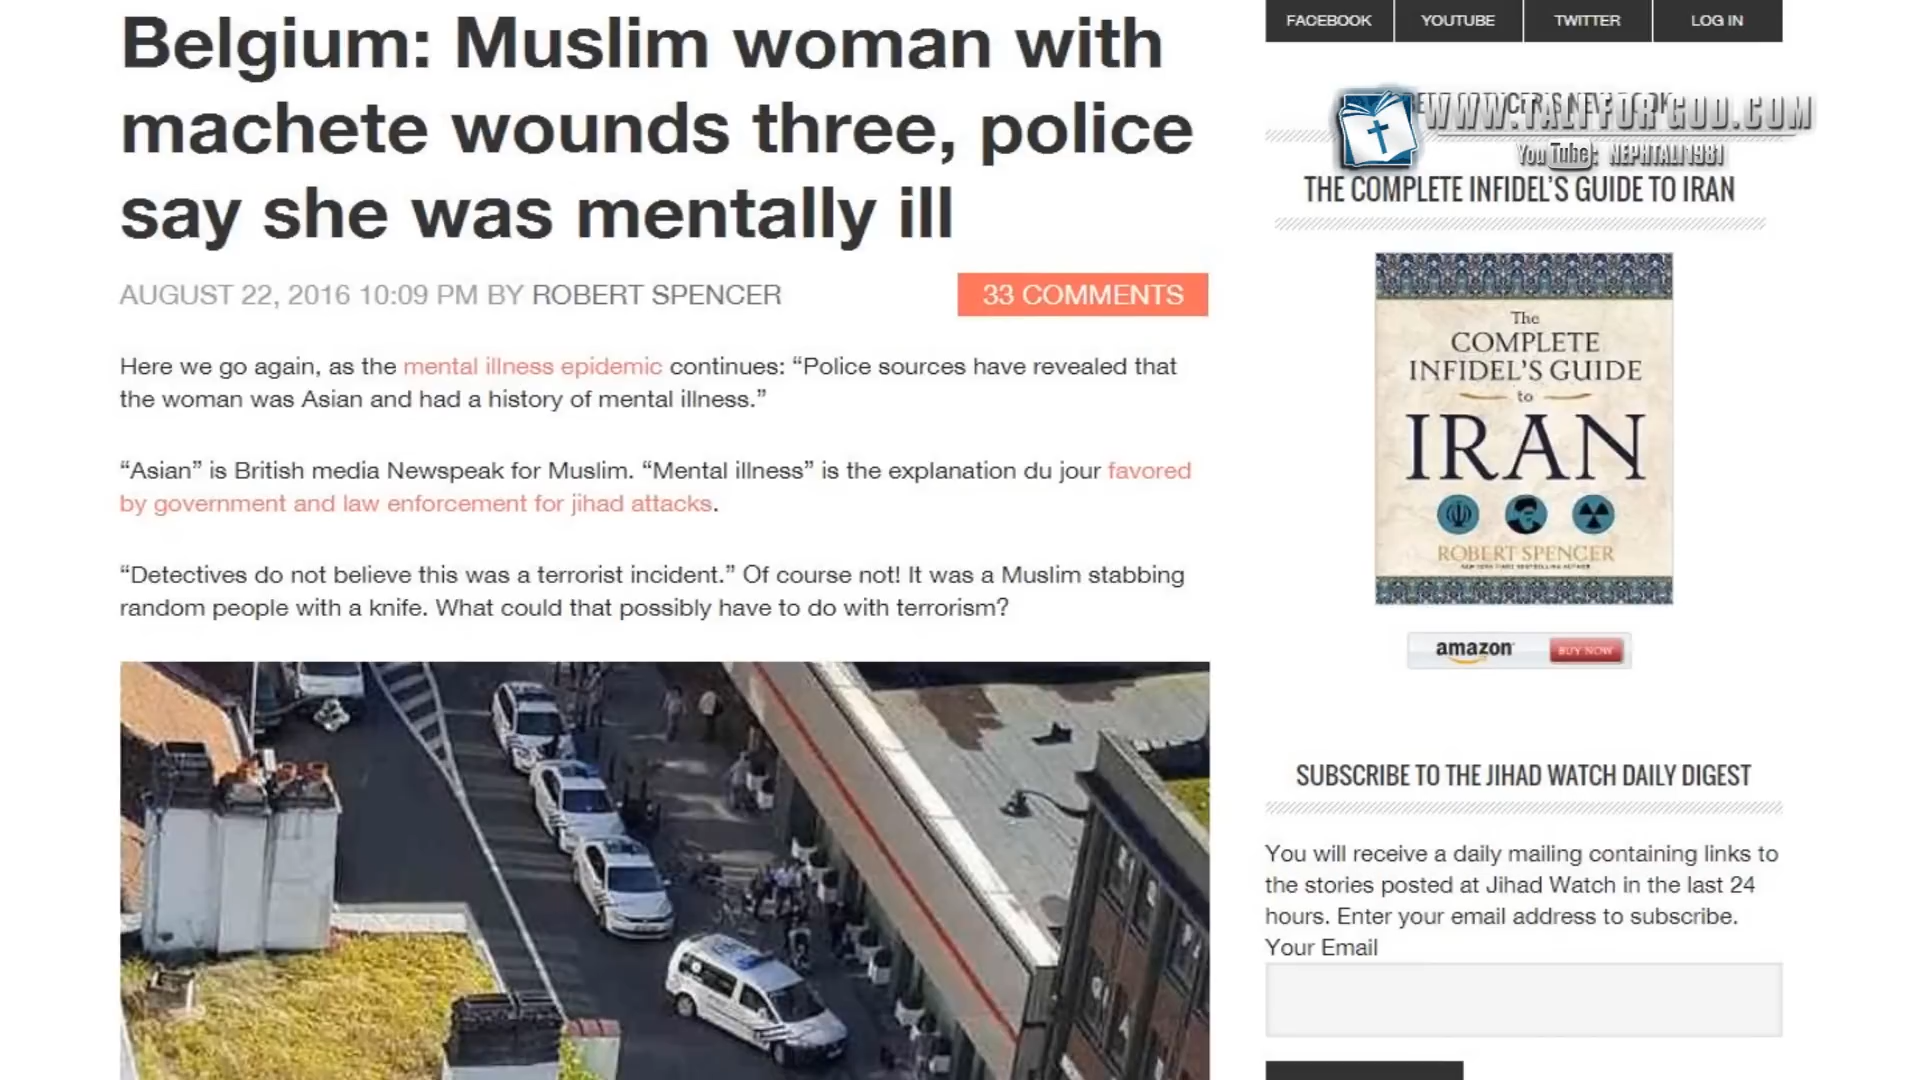 Belgium: Muslim woman with
machete wounds three, police
say she was mentally ill
AUGUST 22, 2016 10:09 PM BY ROBERT SPENCER
33 COMMENTS
Here we go again, as the mental illness epidemic continues: “Police sources have revealed that
the woman was Asian and had a history of mental illness.”
“Asian” is British media Newspeak for Muslim. “Mental illness” is the explanation du jour favored
by government and law enforcement for jihad attacks.
“Detectives do not believe this was a terrorist incident.” Of course not! It was a Muslim stabbing
random people with a knife. What could that possibly have to do with terrorism?
FACEBOOK
YOUTUBE
TWITTER
LOG IN
You Tube: NEPHTALI1981
THE COMPLETE INFIDEL’S GUIDE TO IRAN
The
COMPLETE
INFIDEL’S GUIDE
to
IRAN
ROBERT SPENCER
amazon BUY NOW
SUBSCRIBE TO THE JIHAD WATCH DAILY DIGEST
You will receive a daily mailing containing links to
the stories posted at Jihad Watch in the last 24
hours. Enter your email address to subscribe.
Your Email